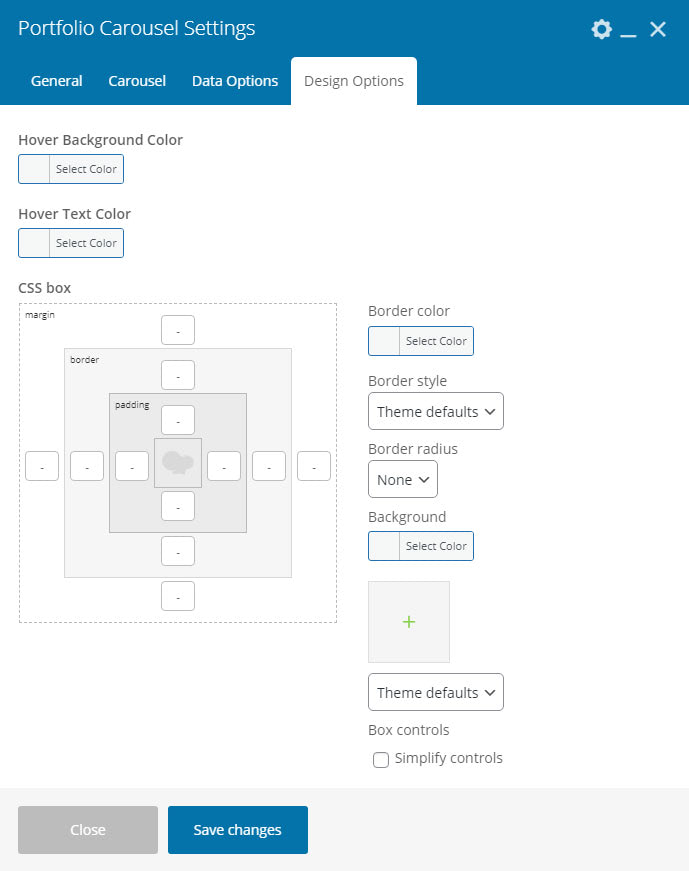 Portfolio Carousel Settings
General Carousel Data Options Design Options
Hover Background Color
Select Color
Hover Text Color
Select Color
CSS box
margin
-
border
-
padding
-
- - - - - -
-
-
-
Border color
Select Color
Border style
Theme defaults
Border radius
None
Background
Select Color
+
Theme defaults
Box controls
Simplify controls
Close Save changes